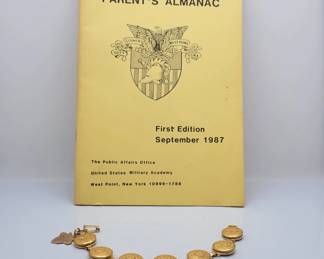 PARENT'S ALMANAC
First Edition
September 1987
The Public Affairs Office
United States Military Academy
West Point, New York 10996-1788